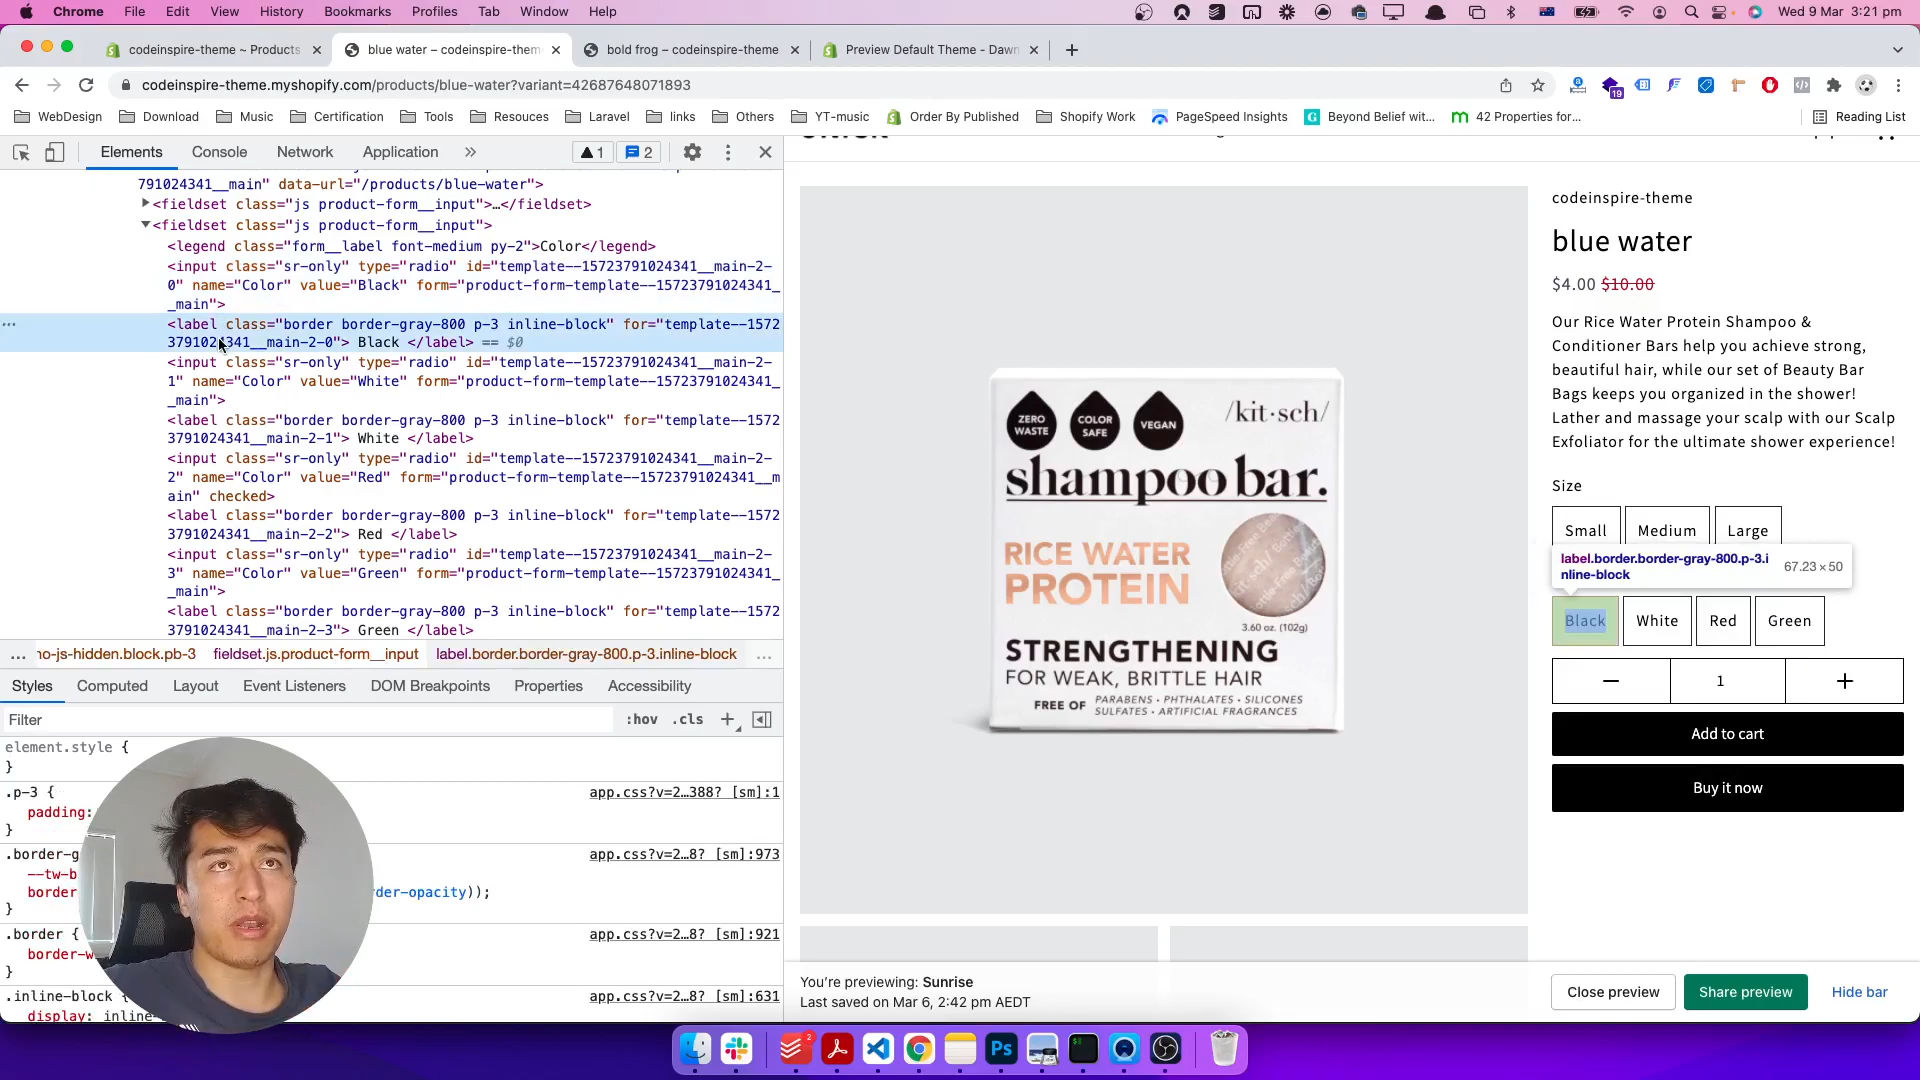 Chrome File Edit View History Bookmarks Profiles Tab Window Help Wed 9 Mar 3:21 pm
codeinspire-theme ~ Products blue water – codeinspire-them bold frog – codeinspire-theme Preview Default Theme - Dawn
codeinspire-theme.myshopify.com/products/blue-water?variant=42687648071893 19
WebDesign Download Music Certification Tools Resouces Laravel links Others YT-music Order By Published Shopify Work PageSpeed Insights Beyond Belief wit... 42 Properties for... Reading List
Elements Console Network Application 1 2
791024341__main" data-url="/products/blue-water">
<fieldset class="js product-form__input">…</fieldset>
<fieldset class="js product-form__input">
<legend class="form__label font-medium py-2">Color</legend>
<input class="sr-only" type="radio" id="template--15723791024341__main-2-
0" name="Color" value="Black" form="product-form-template--15723791024341_
_main">
<label class="border border-gray-800 p-3 inline-block" for="template--1572
3791024341__main-2-0"> Black </label> == $0
<input class="sr-only" type="radio" id="template--15723791024341__main-2-
1" name="Color" value="White" form="product-form-template--15723791024341_
_main">
<label class="border border-gray-800 p-3 inline-block" for="template--1572
3791024341__main-2-1"> White </label>
<input class="sr-only" type="radio" id="template--15723791024341__main-2-
2" name="Color" value="Red" form="product-form-template--15723791024341__m
ain" checked>
<label class="border border-gray-800 p-3 inline-block" for="template--1572
3791024341__main-2-2"> Red </label>
<input class="sr-only" type="radio" id="template--15723791024341__main-2-
3" name="Color" value="Green" form="product-form-template--15723791024341_
_main">
<label class="border border-gray-800 p-3 inline-block" for="template--1572
3791024341__main-2-3"> Green </label>
... no-js-hidden.block.pb-3 fieldset.js.product-form__input label.border.border-gray-800.p-3.inline-block ...
Styles Computed Layout Event Listeners DOM Breakpoints Properties Accessibility
Filter :hov .cls
element.style {
}
.p-3 { app.css?v=2…388? [sm]:1
padding:
}
.border-g app.css?v=2…8? [sm]:973
--tw-b
border der-opacity));
}
.border { app.css?v=2…8? [sm]:921
border-w
}
.inline-block { app.css?v=2…8? [sm]:631
display: inline-
codeinspire-theme
blue water
$4.00 $10.00
Our Rice Water Protein Shampoo &
Conditioner Bars help you achieve strong,
beautiful hair, while our set of Beauty Bar
Bags keeps you organized in the shower!
Lather and massage your scalp with our Scalp
Exfoliator for the ultimate shower experience!
Size
Small Medium Large
label.border.border-gray-800.p-3.i
nline-block 67.23 × 50
Black White Red Green
1
Add to cart
Buy it now
ZERO WASTE
COLOR SAFE
VEGAN
/kit·sch/
shampoo bar.
RICE WATER
PROTEIN
3.60 oz. (102g)
STRENGTHENING
FOR WEAK, BRITTLE HAIR
FREE OF PARABENS • PHTHALATES • SILICONES
SULFATES • ARTIFICIAL FRAGRANCES
You're previewing: Sunrise
Last saved on Mar 6, 2:42 pm AEDT
Close preview Share preview Hide bar
2 Ps